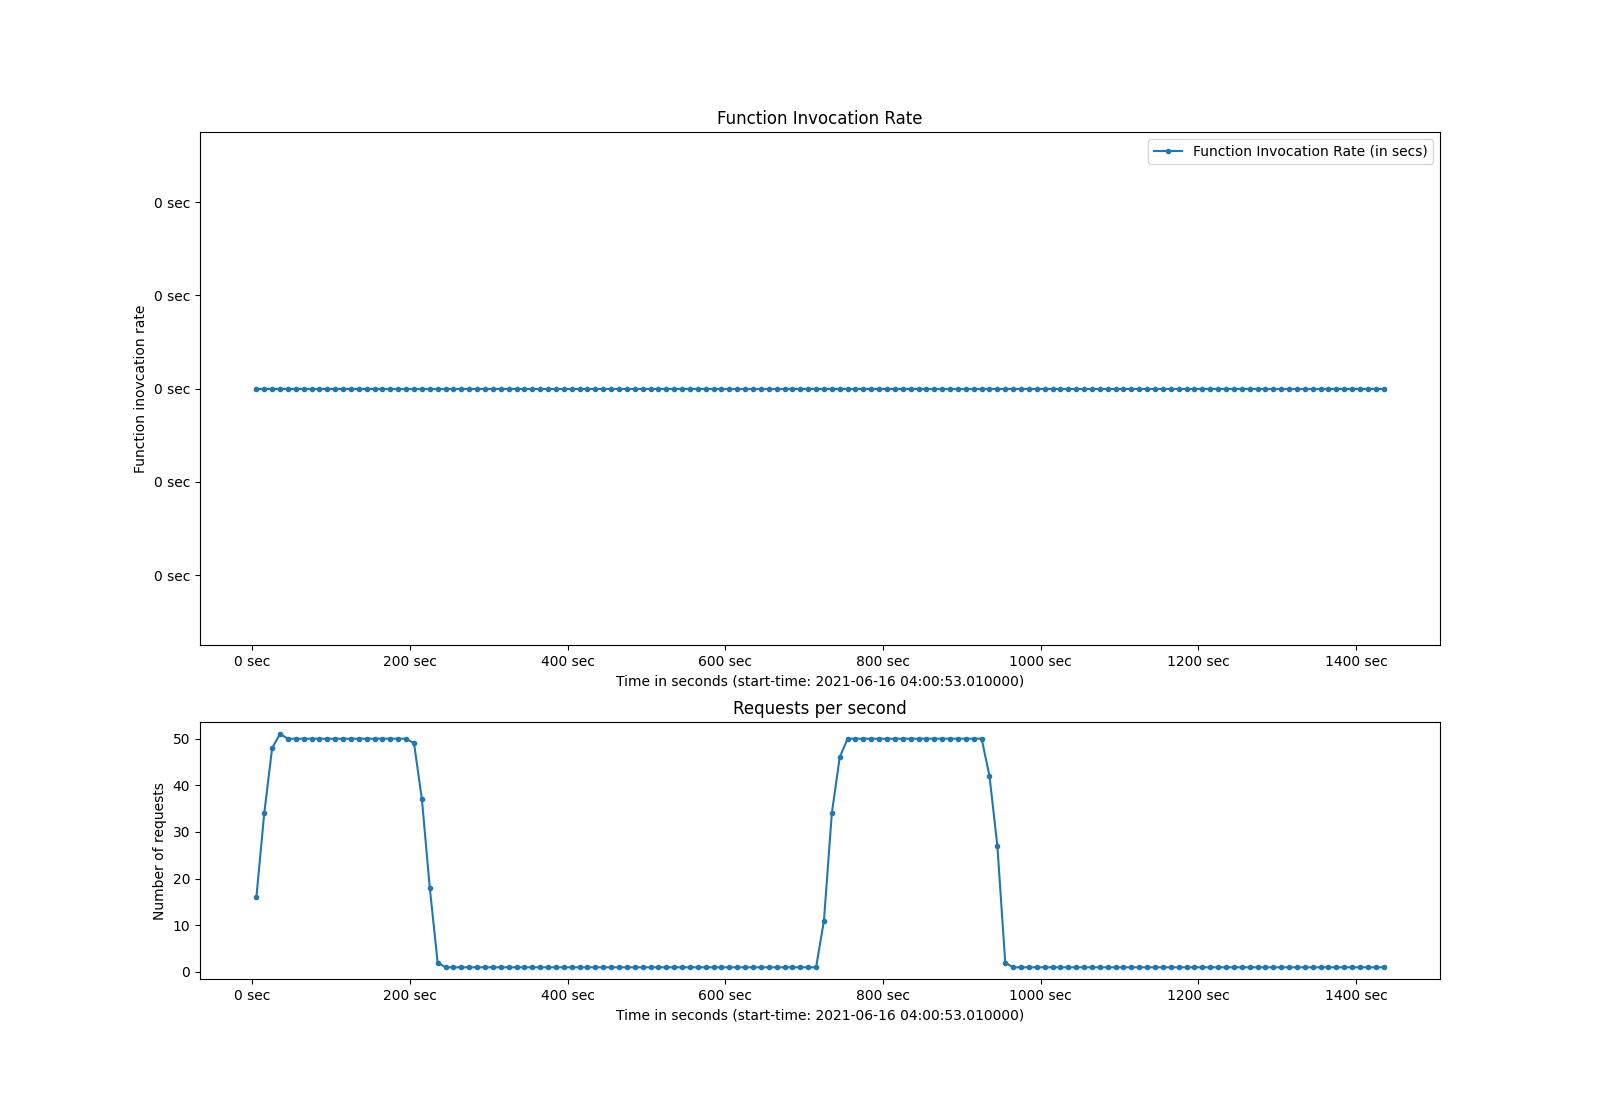 Function Invocation Rate
Function Invocation Rate (in secs)
Function inovcation rate
0 sec
0 sec
0 sec
0 sec
0 sec
0 sec 200 sec 400 sec 600 sec 800 sec 1000 sec 1200 sec 1400 sec
Time in seconds (start-time: 2021-06-16 04:00:53.010000)
Requests per second
Number of requests
50
40
30
20
10
0
0 sec 200 sec 400 sec 600 sec 800 sec 1000 sec 1200 sec 1400 sec
Time in seconds (start-time: 2021-06-16 04:00:53.010000)